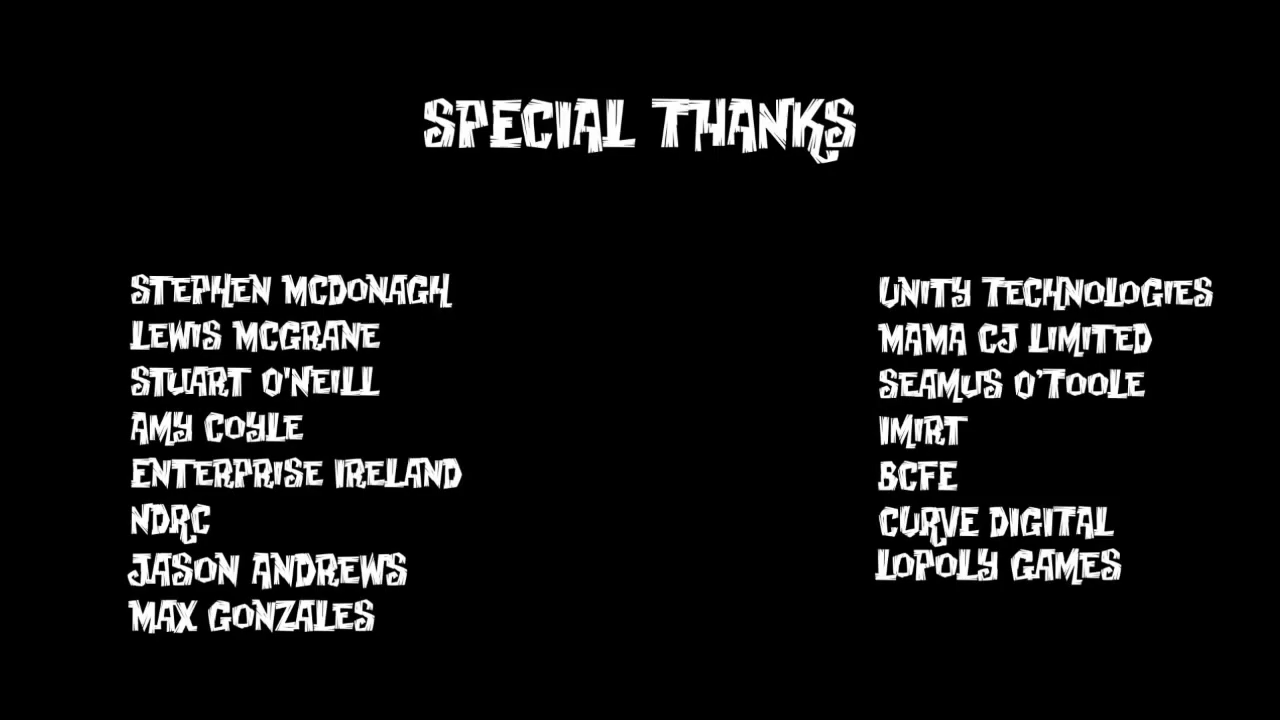 SPECIAL THANKS
STEPHEN MCDONAGH
LEWIS MCGRANE
STUART O'NEILL
AMY COYLE
ENTERPRISE IRELAND
NDRC
JASON ANDREWS
MAX GONZALES
UNITY TECHNOLOGIES
MAMA CJ LIMITED
SEAMUS O'TOOLE
IMIRT
BCFE
CURVE DIGITAL
LOPOLY GAMES